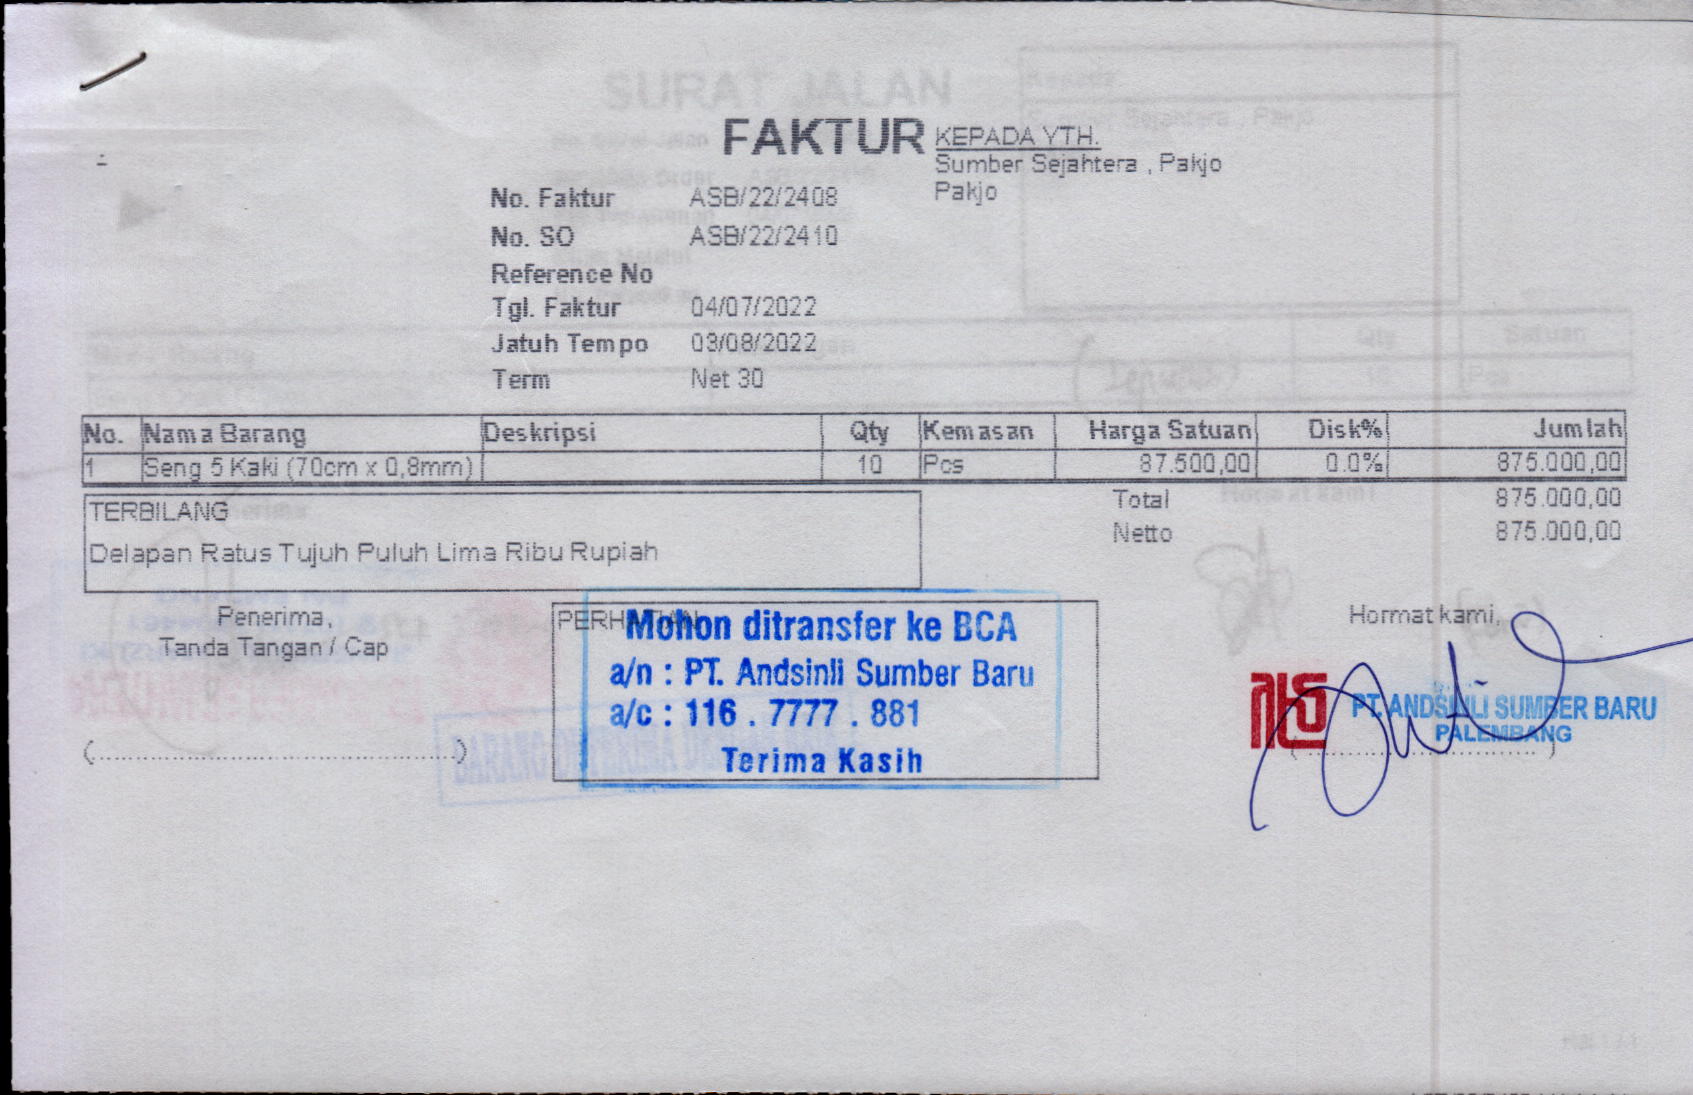 SURAT JALAN
FAKTUR
KEPADA YTH.
Sumber Sejahtera , Pakjo
Pakjo
No. Faktur ASB/22/2408
No. SO ASB/22/2410
Reference No
Tgl. Faktur 04/07/2022
Jatuh Tempo 03/08/2022
Term Net 30
No. Nama Barang Deskripsi Qty Kemasan Harga Satuan Disk% Jumlah
1 Seng 5 Kaki (70cm x 0,8mm) 10 Pcs 87.500,00 0.0% 875.000,00
TERBILANG
Delapan Ratus Tujuh Puluh Lima Ribu Rupiah
Total 875.000,00
Netto 875.000,00
Penerima,
Tanda Tangan / Cap
(....................)
PERHATIAN
Mohon ditransfer ke BCA
a/n : PT. Andsinli Sumber Baru
a/c : 116 . 7777 . 881
Terima Kasih
Hormat kami,
PT. ANDSINLI SUMBER BARU
PALEMBANG